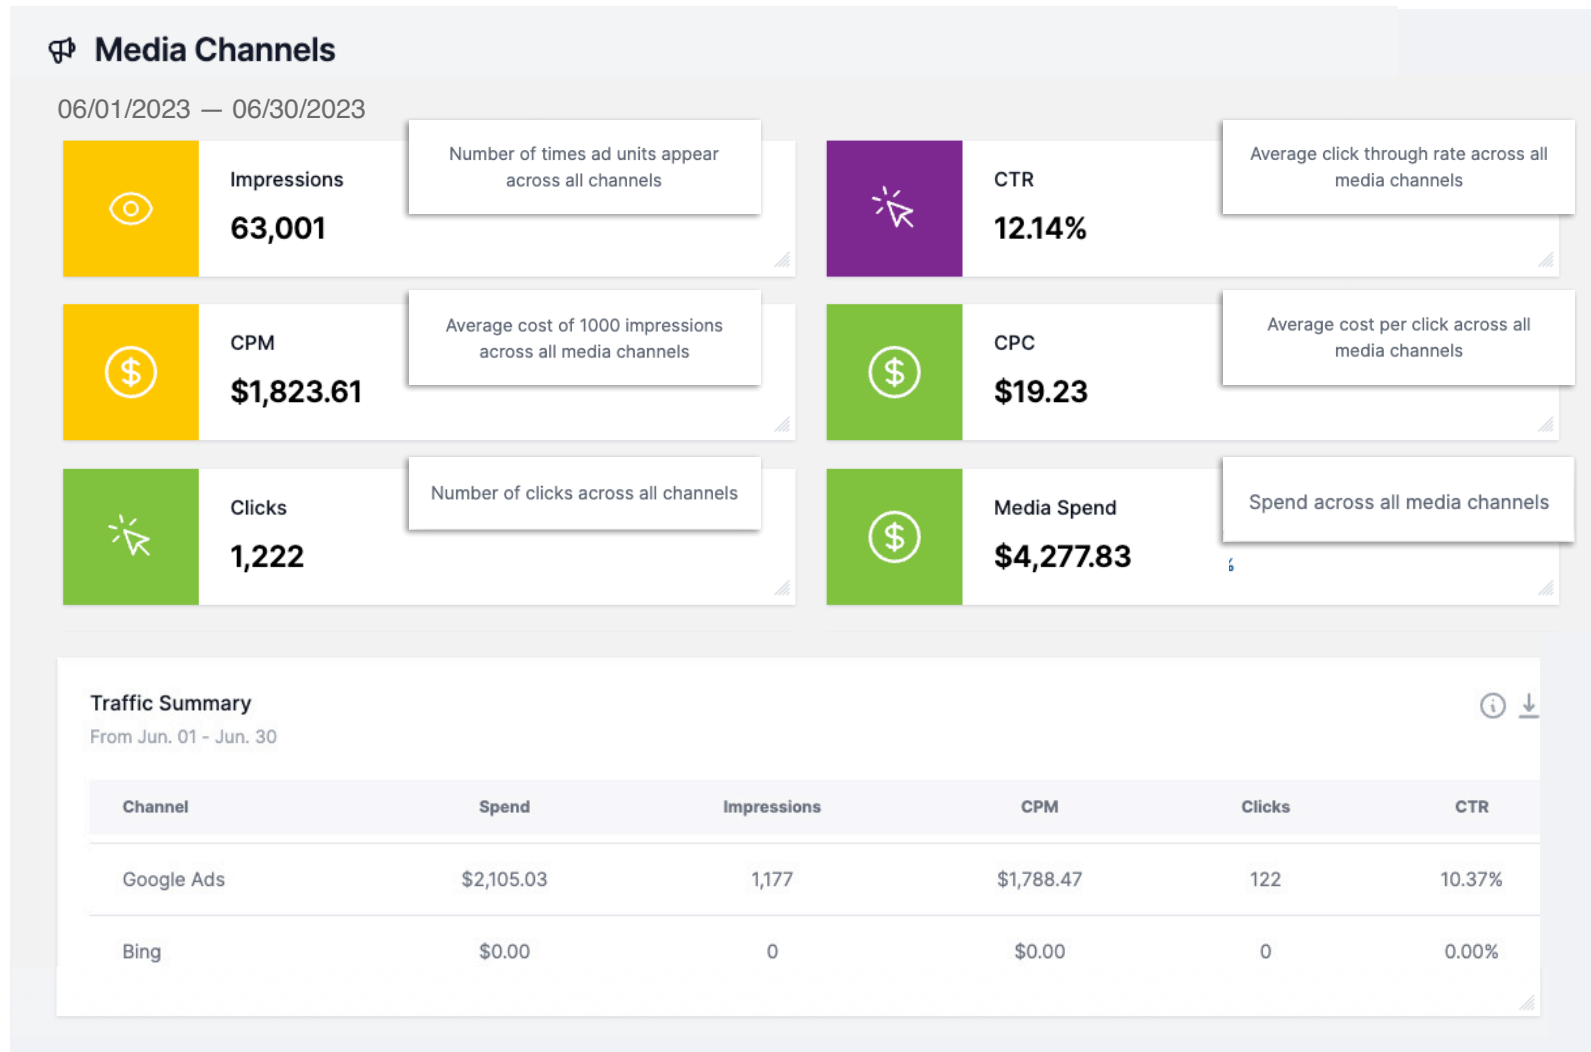 Media Channels
06/01/2023 — 06/30/2023
Impressions
63,001
Number of times ad units appear
across all channels
CTR
12.14%
Average click through rate across all
media channels
CPM
$1,823.61
Average cost of 1000 impressions
across all media channels
CPC
$19.23
Average cost per click across all
media channels
Clicks
1,222
Number of clicks across all channels
Media Spend
$4,277.83
Spend across all media channels
%
Traffic Summary
From Jun. 01 - Jun. 30
Channel Spend Impressions CPM Clicks CTR
Google Ads $2,105.03 1,177 $1,788.47 122 10.37%
Bing $0.00 0 $0.00 0 0.00%